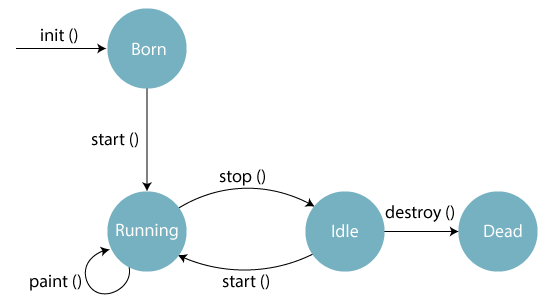 init ()
Born
start ()
stop ()
Running
Idle
destroy ()
Dead
paint ()
start ()